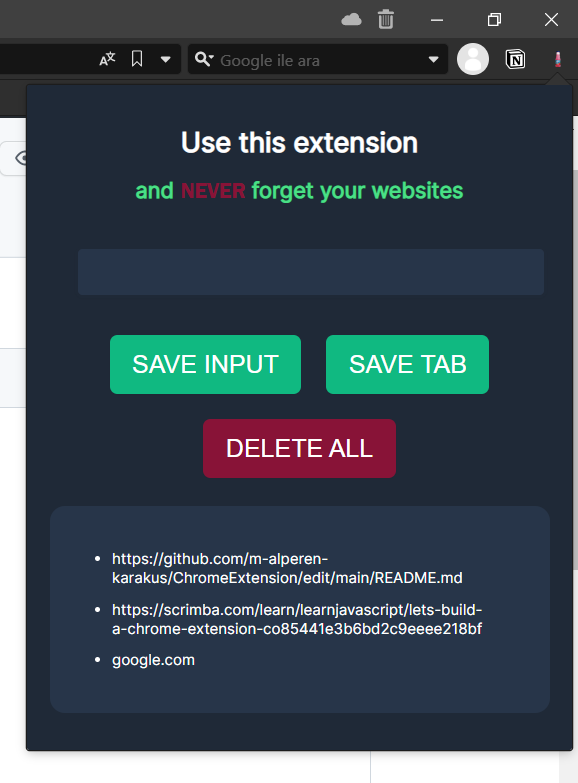 Google ile ara
Use this extension
and NEVER forget your websites
SAVE INPUT
SAVE TAB
DELETE ALL
https://github.com/m-alperen-
karakus/ChromeExtension/edit/main/README.md
https://scrimba.com/learn/learnjavascript/lets-build-
a-chrome-extension-co85441e3b6bd2c9eeee218bf
google.com